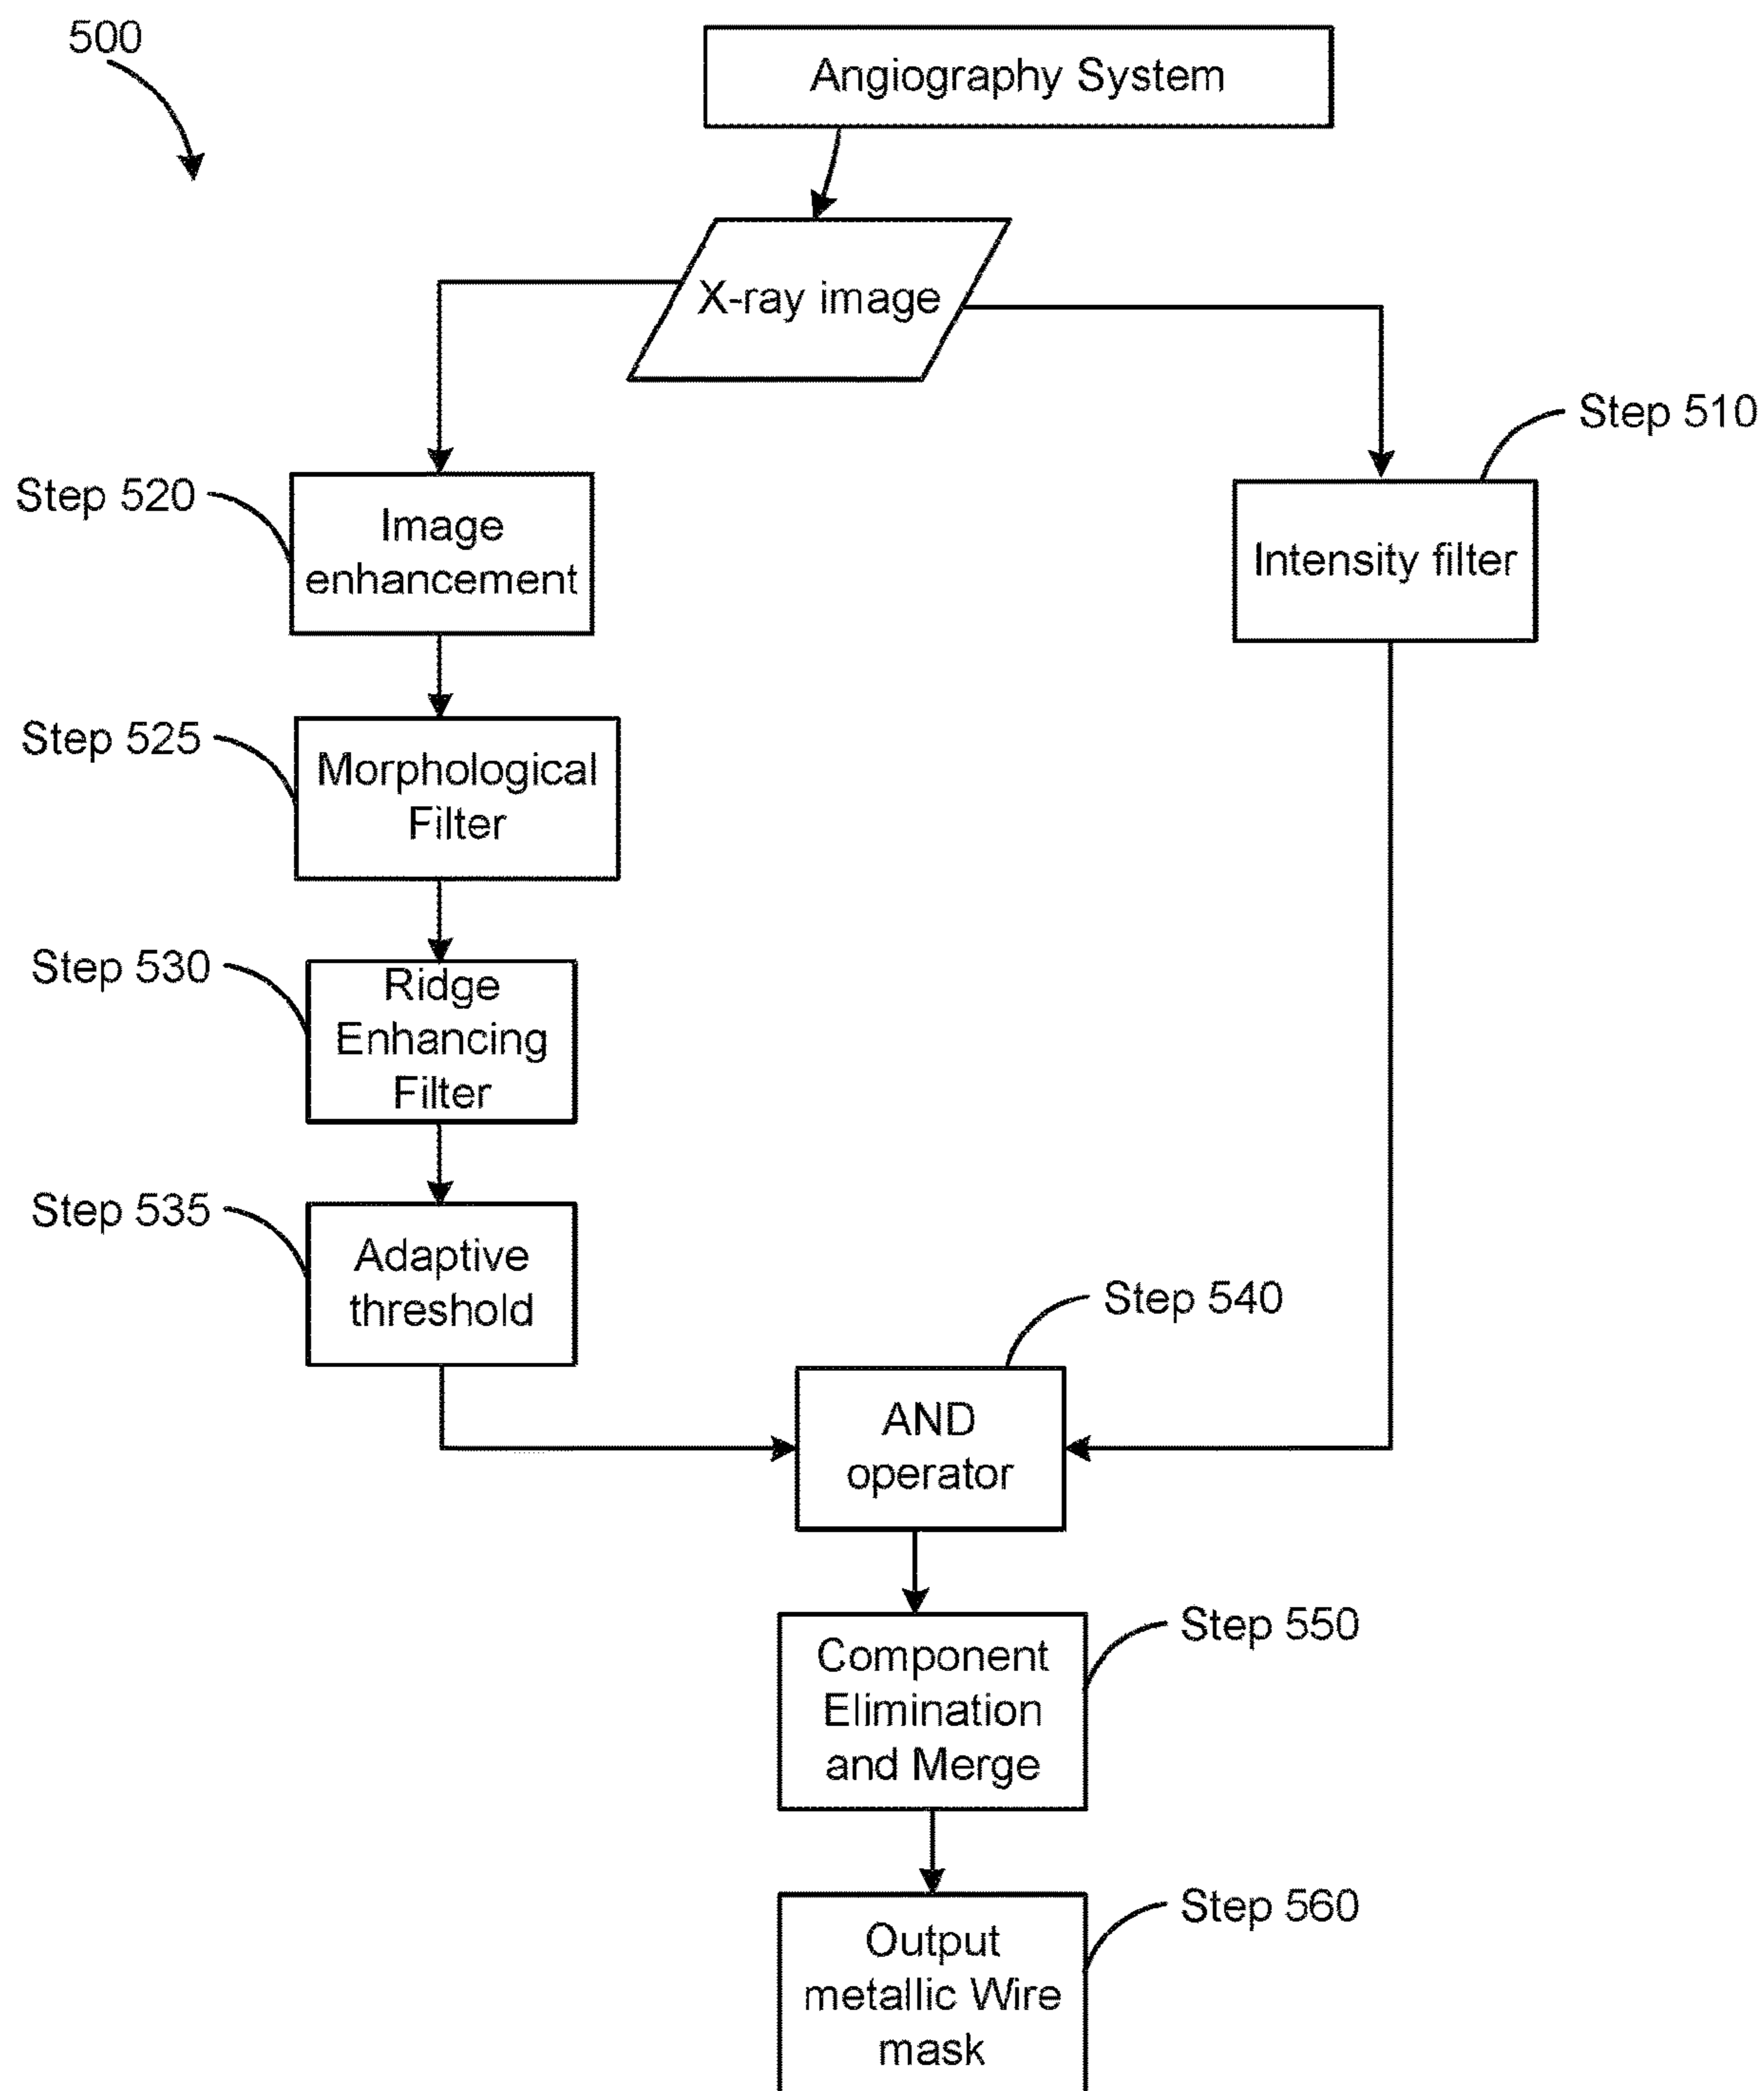 500
Angiography System
X-ray image
Step 510
Step 520
Image
enhancement
Intensity filter
Step 525
Morphological
Filter
Step 530
Ridge
Enhancing
Filter
Step 535
Adaptive
threshold
Step 540
AND
operator
Step 550
Component
Elimination
and Merge
Step 560
Output
metallic Wire
mask